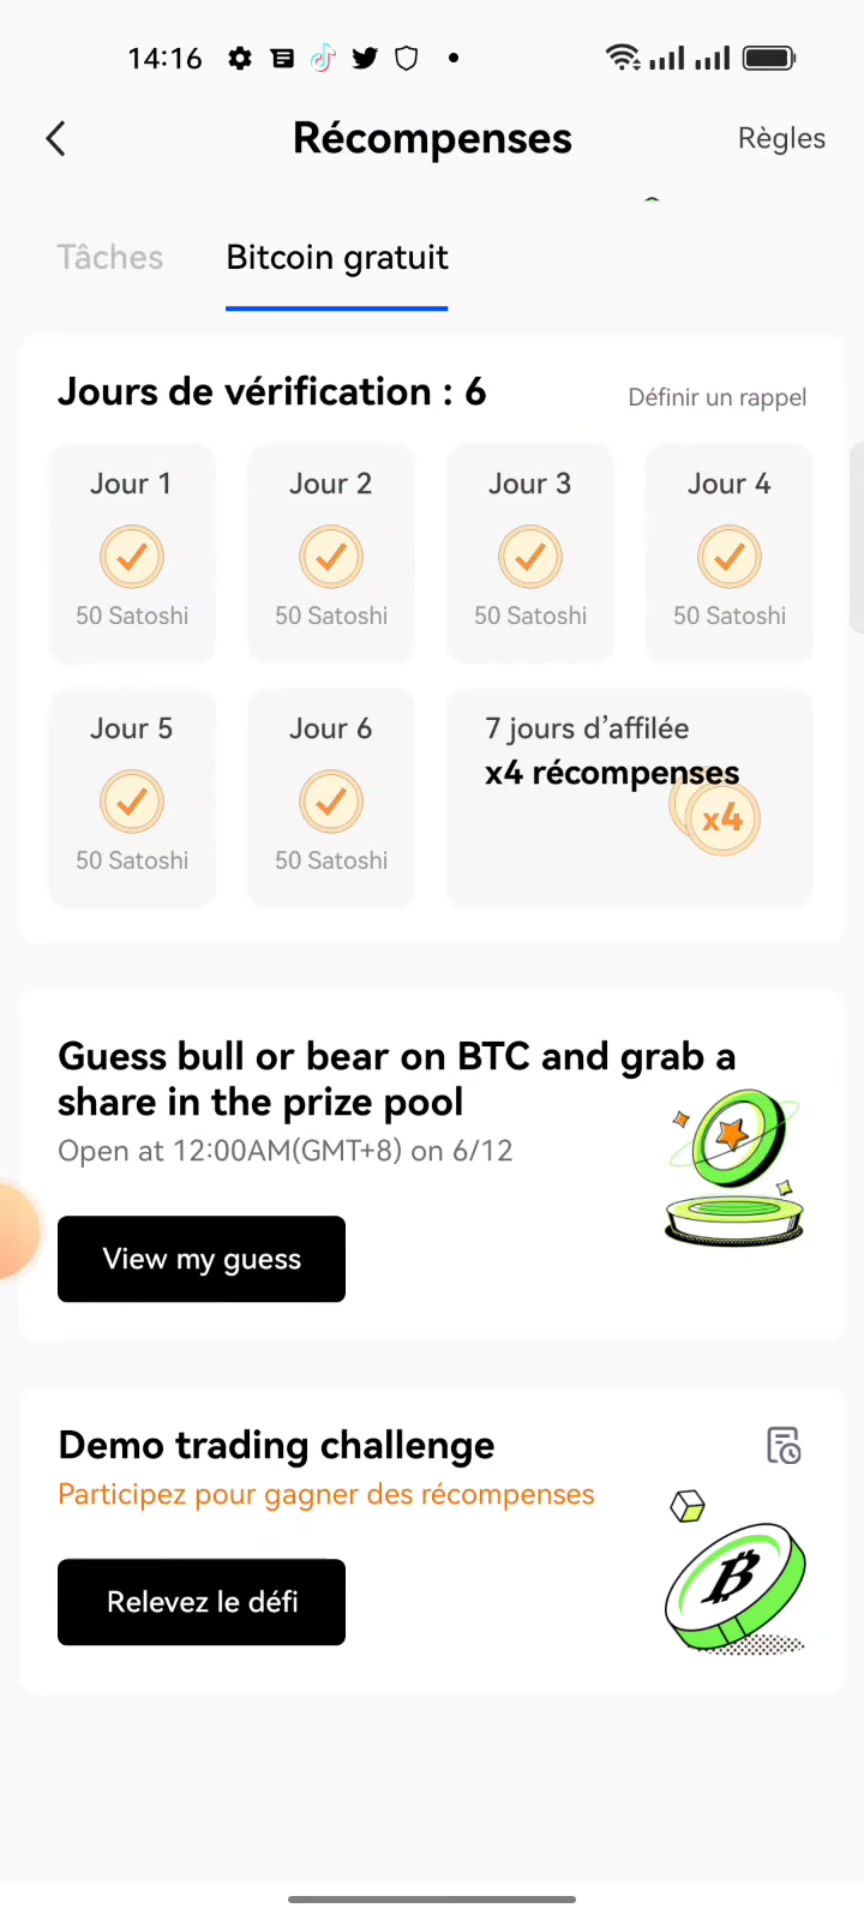 14:16
Récompenses
Règles
Tâches
Bitcoin gratuit
Jours de vérification : 6
Définir un rappel
Jour 1
Jour 2
Jour 3
Jour 4
50 Satoshi
50 Satoshi
50 Satoshi
50 Satoshi
Jour 5
Jour 6
7 jours d’affilée
x4 récompenses
x4
50 Satoshi
50 Satoshi
Guess bull or bear on BTC and grab a
share in the prize pool
Open at 12:00AM(GMT+8) on 6/12
View my guess
Demo trading challenge
Participez pour gagner des récompenses
Relevez le défi